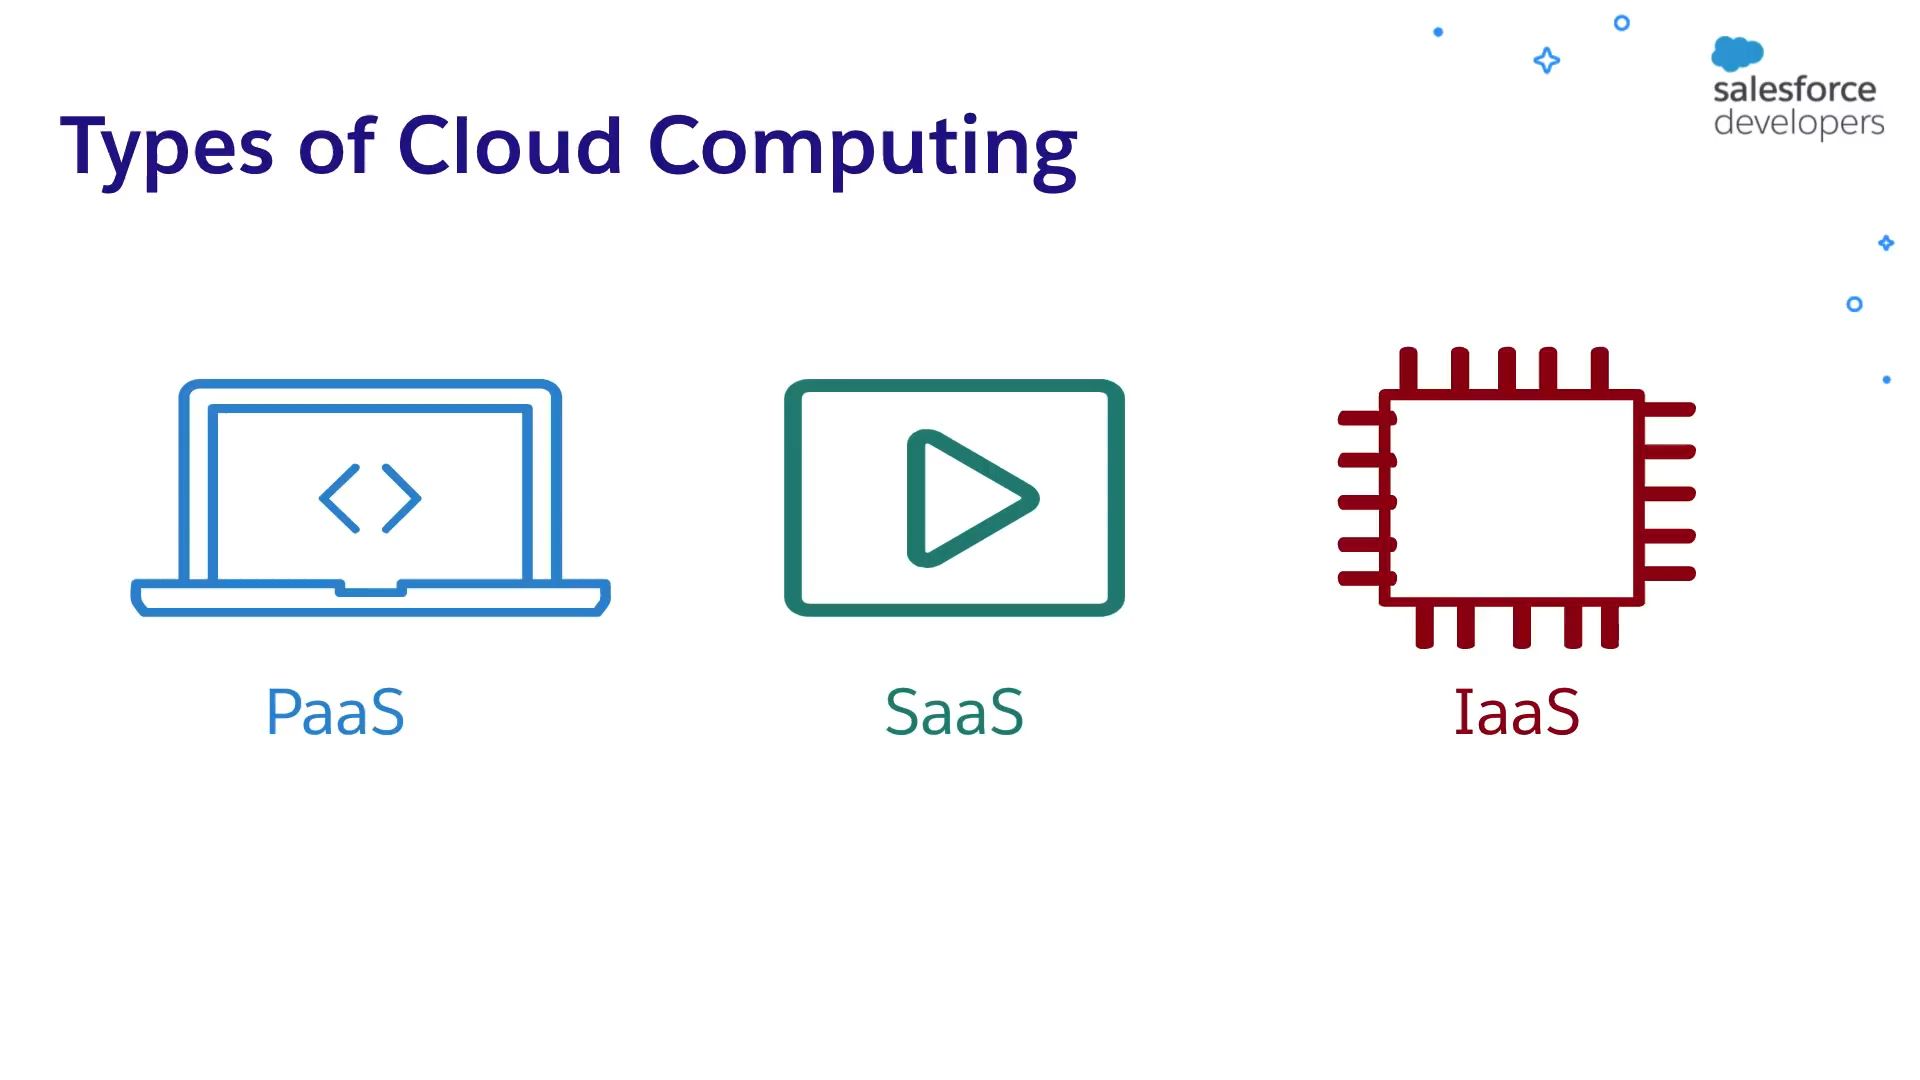 salesforce
developers
Types of Cloud Computing
PaaS
SaaS
IaaS